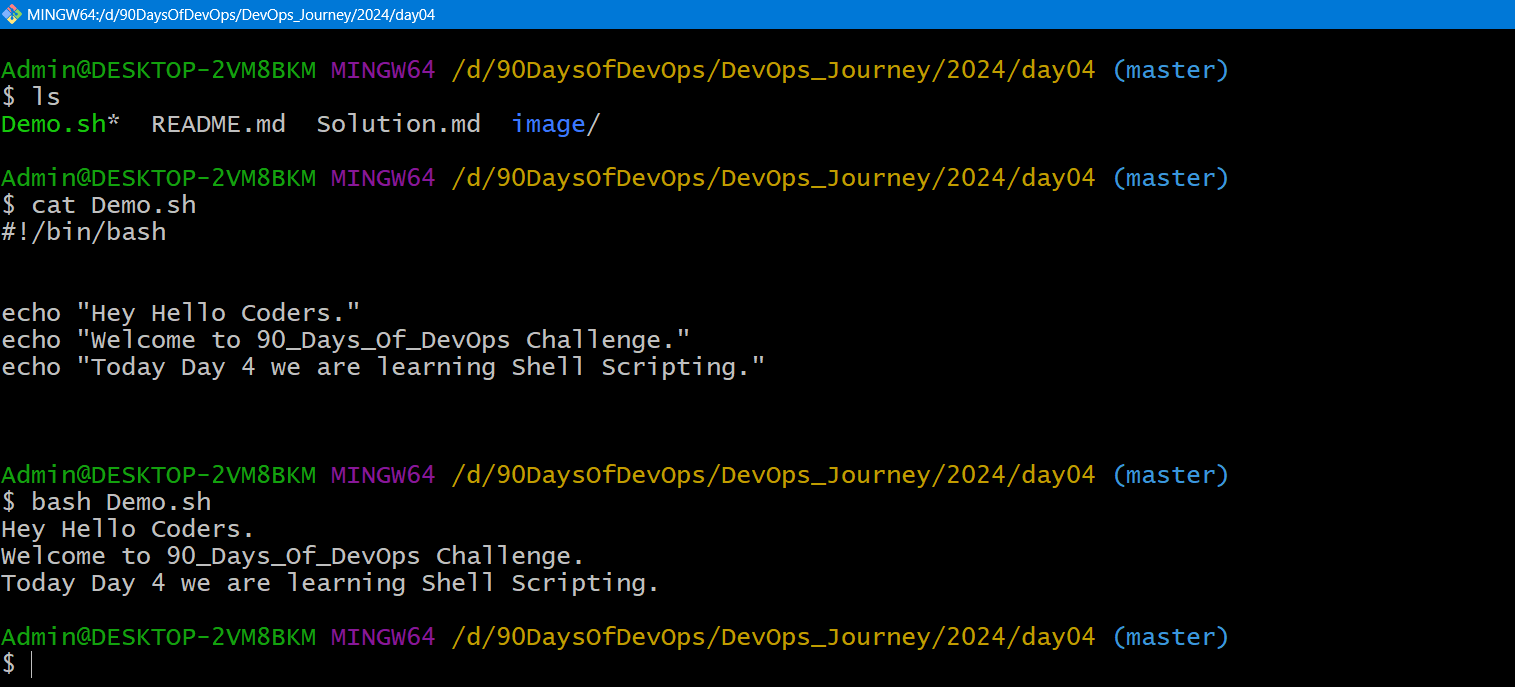 MINGW64:/d/90DaysOfDevOps/DevOps_Journey/2024/day04
Admin@DESKTOP-2VM8BKM MINGW64 /d/90DaysOfDevOps/DevOps_Journey/2024/day04 (master)
$ ls
Demo.sh*  README.md  Solution.md  image/
Admin@DESKTOP-2VM8BKM MINGW64 /d/90DaysOfDevOps/DevOps_Journey/2024/day04 (master)
$ cat Demo.sh
#!/bin/bash
echo "Hey Hello Coders."
echo "Welcome to 90_Days_Of_DevOps Challenge."
echo "Today Day 4 we are learning Shell Scripting."
Admin@DESKTOP-2VM8BKM MINGW64 /d/90DaysOfDevOps/DevOps_Journey/2024/day04 (master)
$ bash Demo.sh
Hey Hello Coders.
Welcome to 90_Days_Of_DevOps Challenge.
Today Day 4 we are learning Shell Scripting.
Admin@DESKTOP-2VM8BKM MINGW64 /d/90DaysOfDevOps/DevOps_Journey/2024/day04 (master)
$